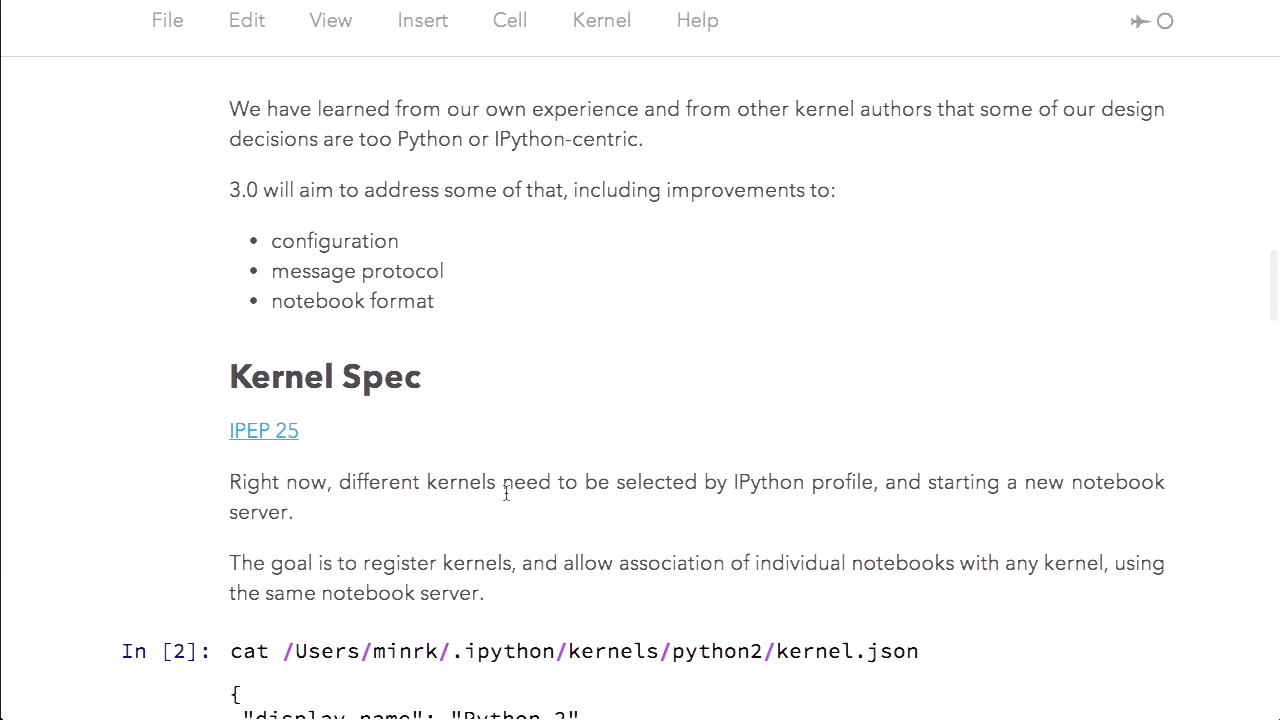 File Edit View Insert Cell Kernel Help
We have learned from our own experience and from other kernel authors that some of our design
decisions are too Python or IPython-centric.
3.0 will aim to address some of that, including improvements to:
• configuration
• message protocol
• notebook format
Kernel Spec
IPEP 25
Right now, different kernels need to be selected by IPython profile, and starting a new notebook
server.
The goal is to register kernels, and allow association of individual notebooks with any kernel, using
the same notebook server.
In [2]: cat /Users/minrk/.ipython/kernels/python2/kernel.json
{
"display_name": "Python 2"